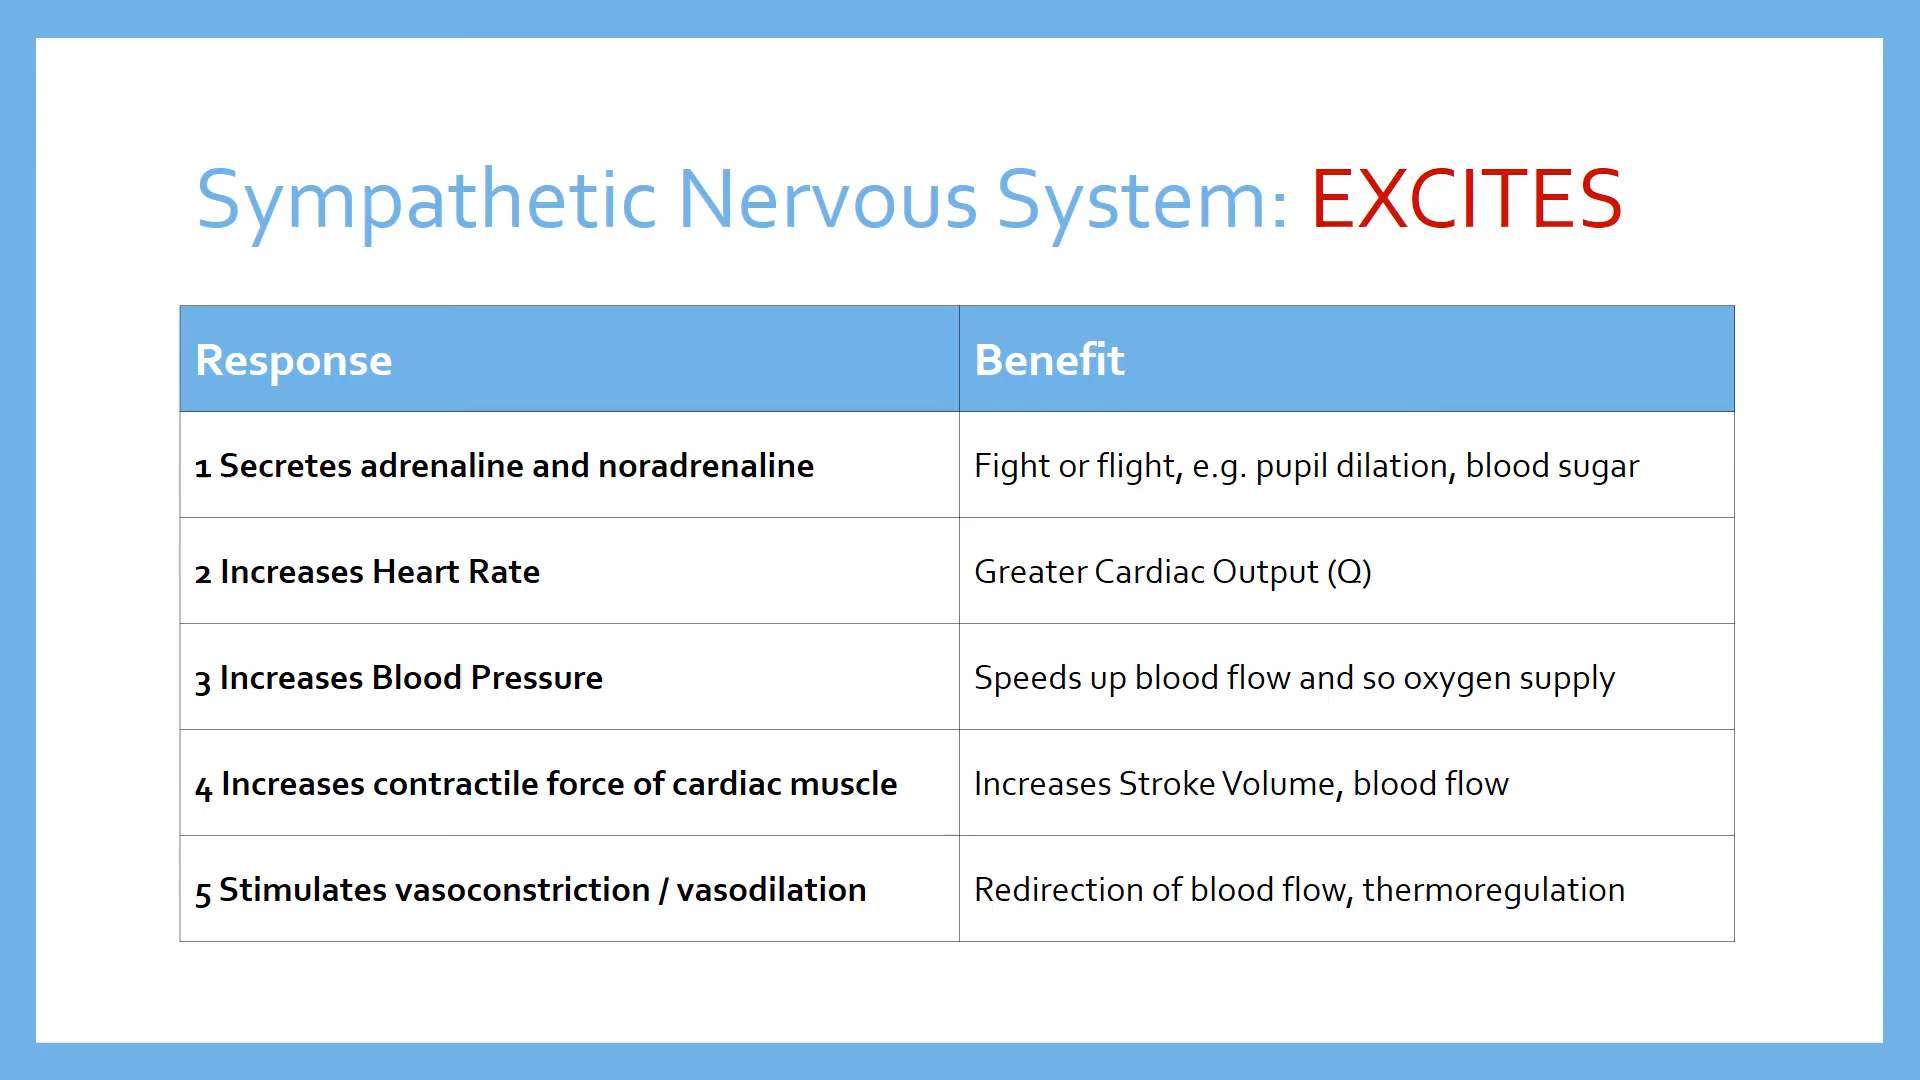 Sympathetic Nervous System: EXCITES
Response
Benefit
1 Secretes adrenaline and noradrenaline
Fight or flight, e.g. pupil dilation, blood sugar
2 Increases Heart Rate
Greater Cardiac Output (Q)
3 Increases Blood Pressure
Speeds up blood flow and so oxygen supply
4 Increases contractile force of cardiac muscle
Increases Stroke Volume, blood flow
5 Stimulates vasoconstriction / vasodilation
Redirection of blood flow, thermoregulation